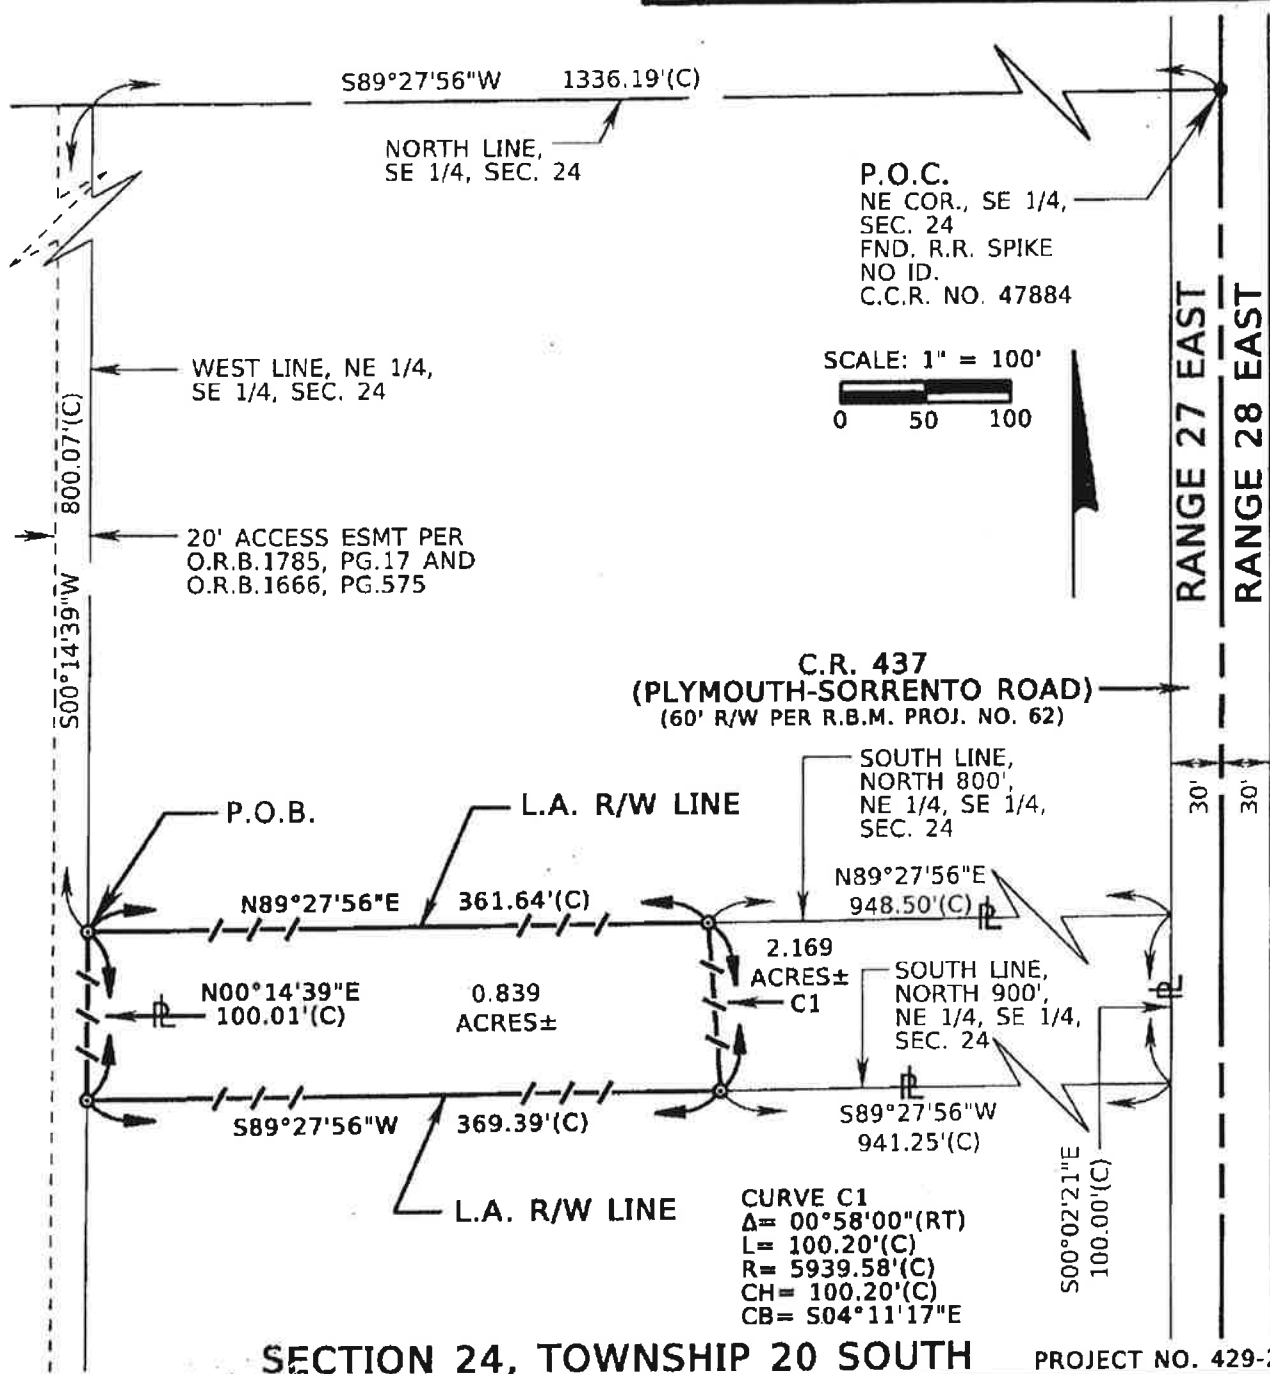 S89°27'56"W 1336.19'(C)
NORTH LINE,
SE 1/4, SEC. 24
P.O.C.
NE COR., SE 1/4,
SEC. 24
FND. R.R. SPIKE
NO ID.
C.C.R. NO. 47884
SCALE: 1" = 100'
0 50 100
RANGE 27 EAST
RANGE 28 EAST
WEST LINE, NE 1/4,
SE 1/4, SEC. 24
S00°14'39"W 800.07'(C)
20' ACCESS ESMT PER
O.R.B.1785, PG.17 AND
O.R.B.1666, PG.575
C.R. 437
(PLYMOUTH-SORRENTO ROAD)
(60' R/W PER R.B.M. PROJ. NO. 62)
30'
30'
SOUTH LINE,
NORTH 800',
NE 1/4, SE 1/4,
SEC. 24
P.O.B.
L.A. R/W LINE
N89°27'56"E 361.64'(C)
N89°27'56"E
948.50'(C) PL
2.169
ACRES±
C1
SOUTH LINE,
NORTH 900',
NE 1/4, SE 1/4,
SEC. 24
PL
N00°14'39"E
PL 100.01'(C)
0.839
ACRES±
PL
S89°27'56"W 369.39'(C)
S89°27'56"W
941.25'(C)
S00°02'21"E
100.00'(C)
L.A. R/W LINE
CURVE C1
Δ= 00°58'00"(RT)
L= 100.20'(C)
R= 5939.58'(C)
CH= 100.20'(C)
CB= S04°11'17"E
SECTION 24, TOWNSHIP 20 SOUTH
PROJECT NO. 429-